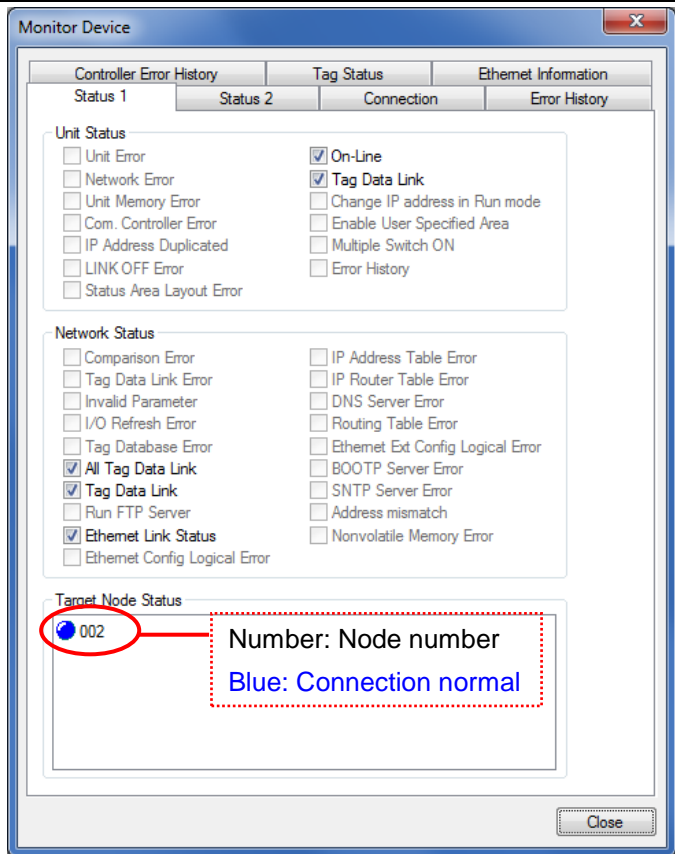 Monitor Device
Controller Error History Tag Status Ethernet Information
Status 1 Status 2 Connection Error History
Unit Status
Unit Error On-Line
Network Error Tag Data Link
Unit Memory Error Change IP address in Run mode
Com. Controller Error Enable User Specified Area
IP Address Duplicated Multiple Switch ON
LINK OFF Error Error History
Status Area Layout Error
Network Status
Comparison Error IP Address Table Error
Tag Data Link Error IP Router Table Error
Invalid Parameter DNS Server Error
I/O Refresh Error Routing Table Error
Tag Database Error Ethernet Ext Config Logical Error
All Tag Data Link BOOTP Server Error
Tag Data Link SNTP Server Error
Run FTP Server Address mismatch
Ethernet Link Status Nonvolatile Memory Error
Ethernet Config Logical Error
Target Node Status
002
Number: Node number
Blue: Connection normal
Close